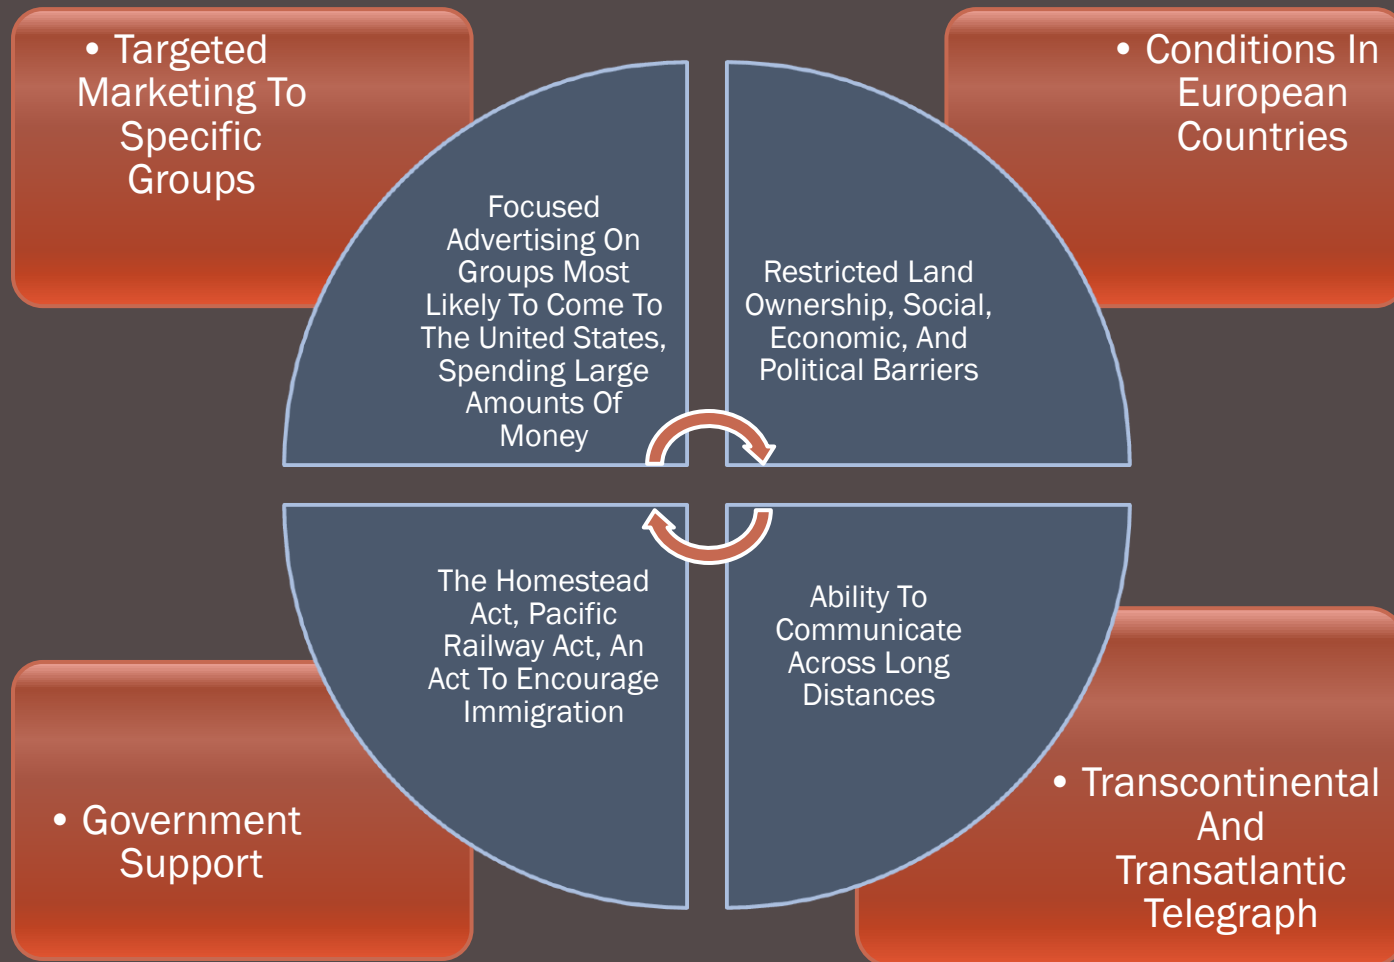 • Targeted
Marketing To
Specific
Groups
Focused
Advertising On
Groups Most
Likely To Come To
The United States,
Spending Large
Amounts Of
Money
• Conditions In
European
Countries
Restricted Land
Ownership, Social,
Economic, And
Political Barriers
The Homestead
Act, Pacific
Railway Act, An
Act To Encourage
Immigration
• Government
Support
Ability To
Communicate
Across Long
Distances
• Transcontinental
And
Transatlantic
Telegraph